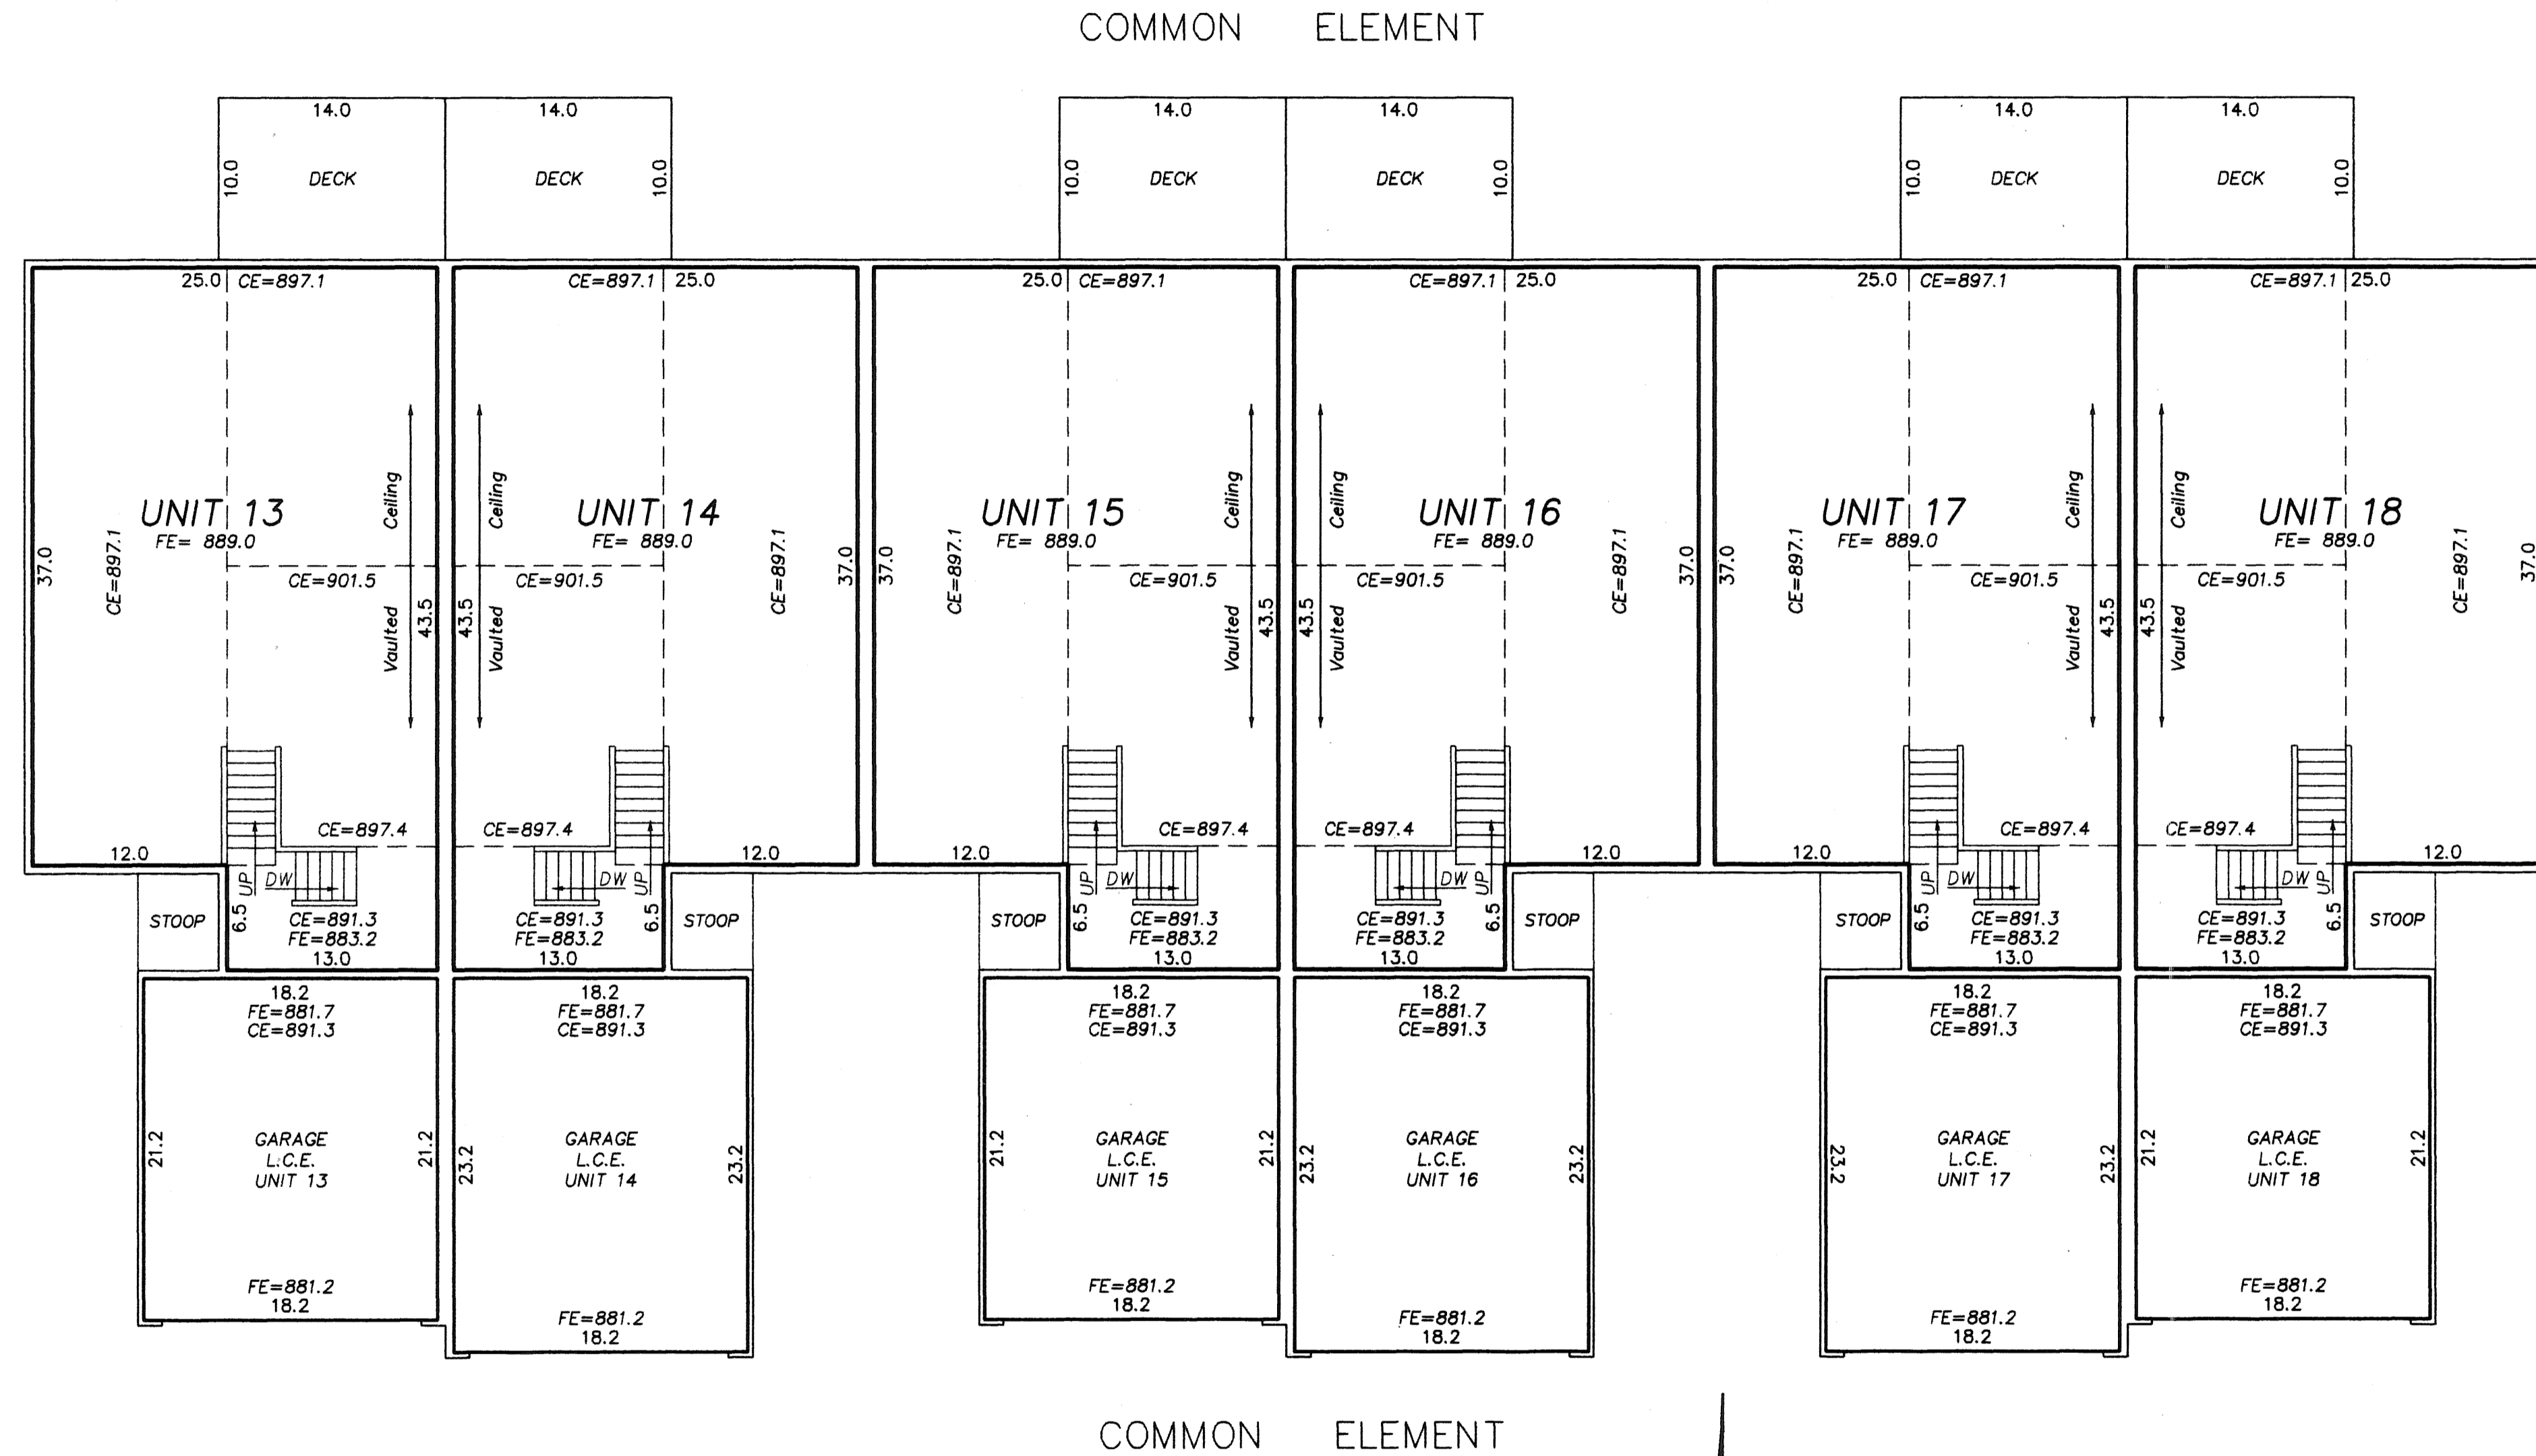 COMMON ELEMENT
14.0 14.0 14.0 14.0 14.0 14.0
10.0 DECK DECK 10.0 10.0 DECK DECK 10.0 10.0 DECK DECK 10.0
25.0 CE=897.1 CE=897.1 25.0 25.0 CE=897.1 CE=897.1 25.0 25.0 CE=897.1 CE=897.1 25.0
Ceiling Ceiling Ceiling Ceiling Ceiling Ceiling
UNIT 13 UNIT 14 UNIT 15 UNIT 16 UNIT 17 UNIT 18
FE= 889.0 FE= 889.0 FE= 889.0 FE= 889.0 FE= 889.0 FE= 889.0
37.0 CE=897.1 CE=897.1 37.0 37.0 CE=897.1 CE=897.1 37.0 37.0 CE=897.1 CE=897.1 37.0
CE=901.5 CE=901.5 CE=901.5 CE=901.5 CE=901.5 CE=901.5
Vaulted 43.5 43.5 Vaulted Vaulted 43.5 43.5 Vaulted Vaulted 43.5 43.5 Vaulted
CE=897.4 CE=897.4 CE=897.4 CE=897.4 CE=897.4 CE=897.4
12.0 12.0 12.0 12.0 12.0 12.0
UP DW DW UP UP DW DW UP UP DW DW UP
STOOP 6.5 CE=891.3 CE=891.3 6.5 STOOP STOOP 6.5 CE=891.3 CE=891.3 6.5 STOOP STOOP 6.5 CE=891.3 CE=891.3 6.5 STOOP
FE=883.2 FE=883.2 FE=883.2 FE=883.2 FE=883.2 FE=883.2
13.0 13.0 13.0 13.0 13.0 13.0
18.2 18.2 18.2 18.2 18.2 18.2
FE=881.7 FE=881.7 FE=881.7 FE=881.7 FE=881.7 FE=881.7
CE=891.3 CE=891.3 CE=891.3 CE=891.3 CE=891.3 CE=891.3
GARAGE GARAGE GARAGE GARAGE GARAGE GARAGE
21.2 L.C.E. 21.2 23.2 L.C.E. 23.2 21.2 L.C.E. 21.2 23.2 L.C.E. 23.2 23.2 L.C.E. 23.2 21.2 L.C.E. 21.2
UNIT 13 UNIT 14 UNIT 15 UNIT 16 UNIT 17 UNIT 18
FE=881.2 FE=881.2 FE=881.2
18.2 18.2 18.2
FE=881.2 FE=881.2 FE=881.2
18.2 18.2 18.2
COMMON ELEMENT